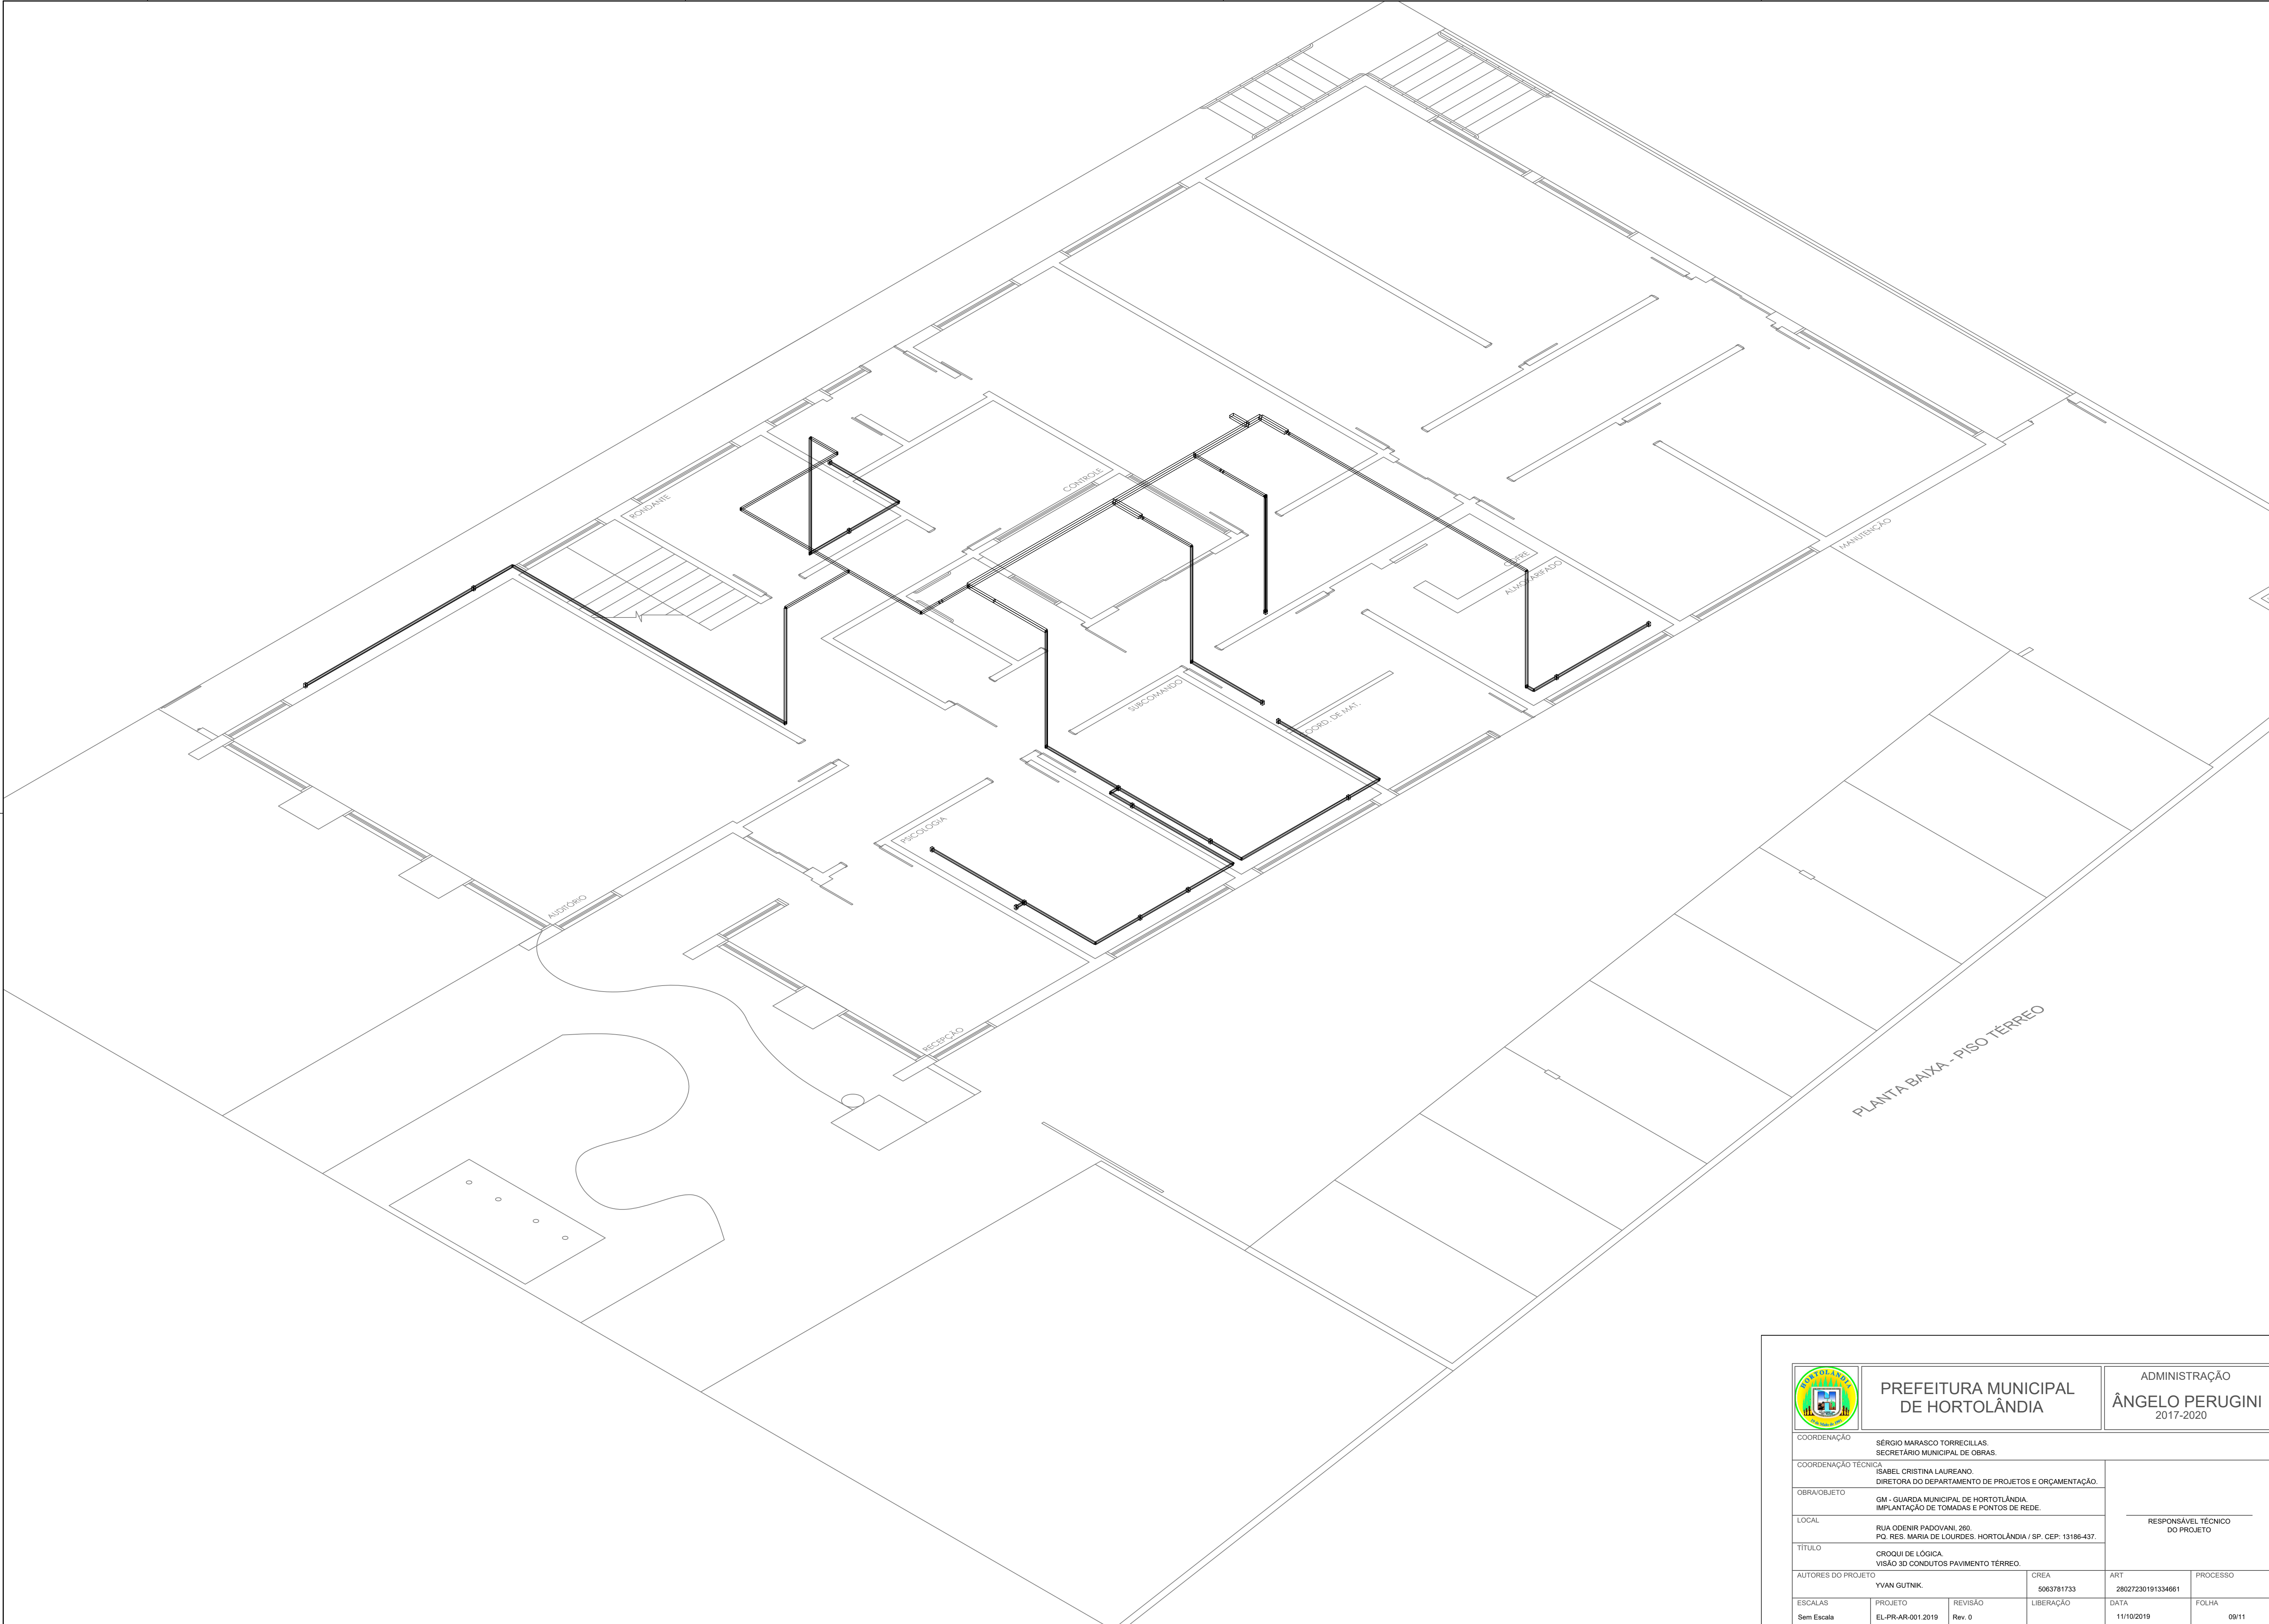 RONDANTE
CONTROLE
COFRE
ALMOXARIFADO
MANUTENÇÃO
SUBCOMANDO
COORD. DE MAT.
PSICOLOGIA
AUDITÓRIO
RECEPÇÃO
PLANTA BAIXA - PISO TÉRREO
HORTOLÂNDIA
19 de Maio de 1991
PREFEITURA MUNICIPAL
DE HORTOLÂNDIA
ADMINISTRAÇÃO
ÂNGELO PERUGINI
2017-2020
COORDENAÇÃO
SÉRGIO MARASCO TORRECILLAS.
SECRETÁRIO MUNICIPAL DE OBRAS.
COORDENAÇÃO TÉCNICA
ISABEL CRISTINA LAUREANO.
DIRETORA DO DEPARTAMENTO DE PROJETOS E ORÇAMENTAÇÃO.
OBRA/OBJETO
GM - GUARDA MUNICIPAL DE HORTOTLÂNDIA.
IMPLANTAÇÃO DE TOMADAS E PONTOS DE REDE.
LOCAL
RUA ODENIR PADOVANI, 260.
PQ. RES. MARIA DE LOURDES. HORTOLÂNDIA / SP. CEP: 13186-437.
RESPONSÁVEL TÉCNICO
DO PROJETO
TÍTULO
CROQUI DE LÓGICA.
VISÃO 3D CONDUTOS PAVIMENTO TÉRREO.
AUTORES DO PROJETO
YVAN GUTNIK.
CREA
5063781733
ART
28027230191334661
PROCESSO
ESCALAS
Sem Escala
PROJETO
EL-PR-AR-001.2019
REVISÃO
Rev. 0
LIBERAÇÃO
DATA
11/10/2019
FOLHA
09/11